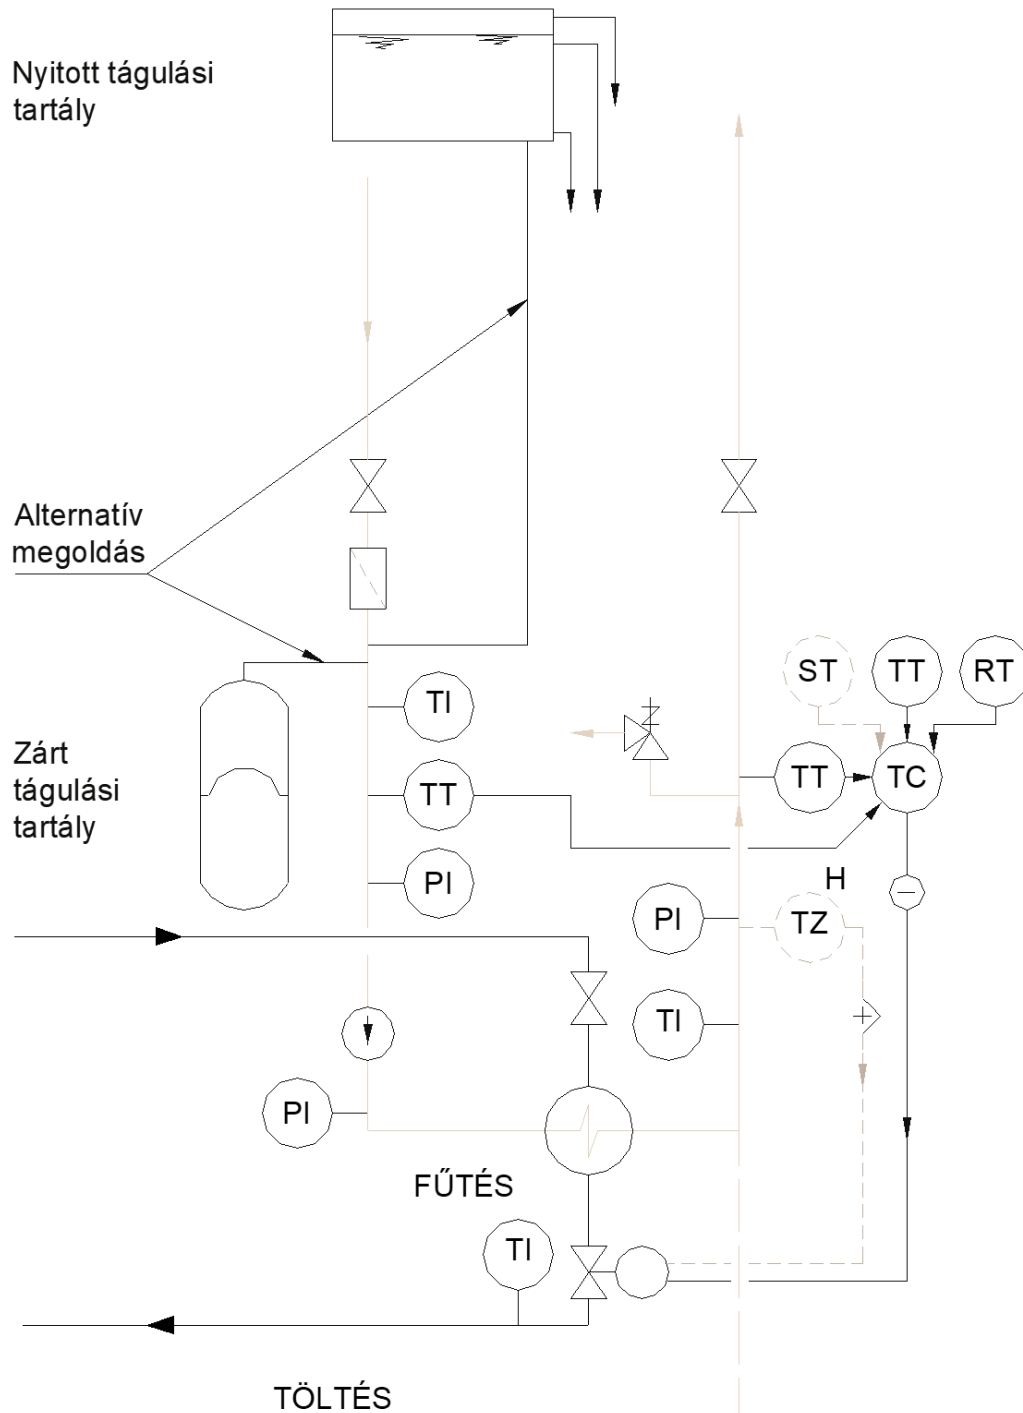 Nyitott tágulási
tartály
Alternatív
megoldás
ST
TT
RT
TI
Zárt
tágulási
tartály
TT
TT
TC
PI
H
PI
TZ
TI
PI
FŰTÉS
TI
TÖLTÉS